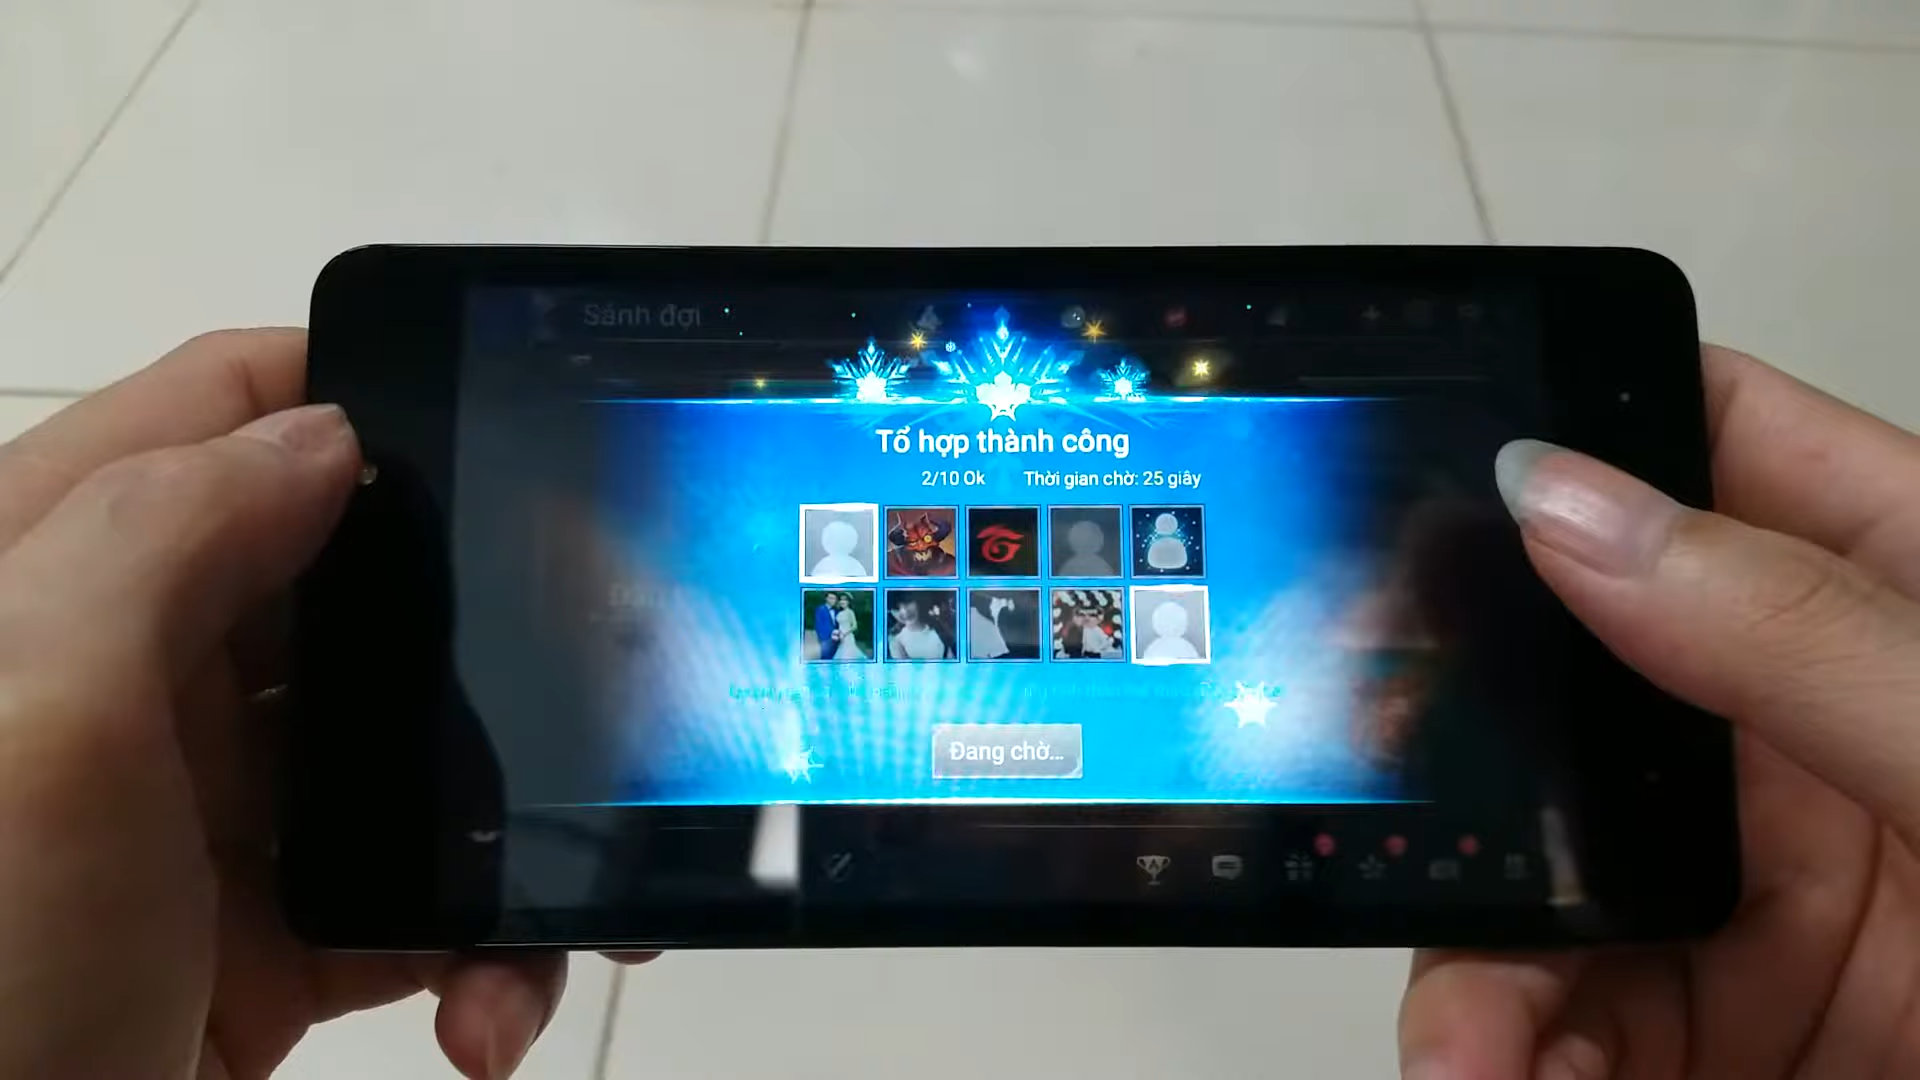 Sảnh đợi
Tổ hợp thành công
2/10 Ok Thời gian chờ: 25 giây
Đang chờ...